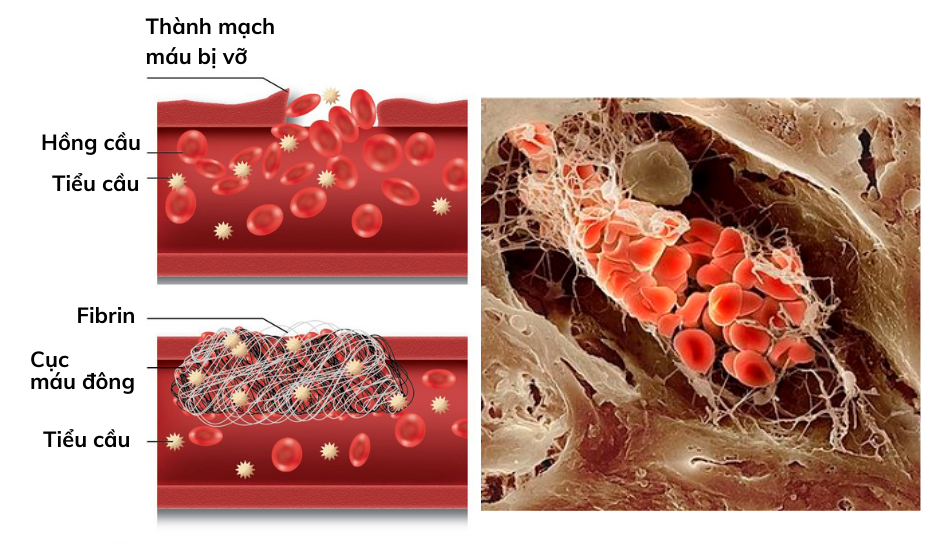 Thành mạch
máu bị vỡ
Hồng cầu
Tiểu cầu
Fibrin
Cục
máu đông
Tiểu cầu